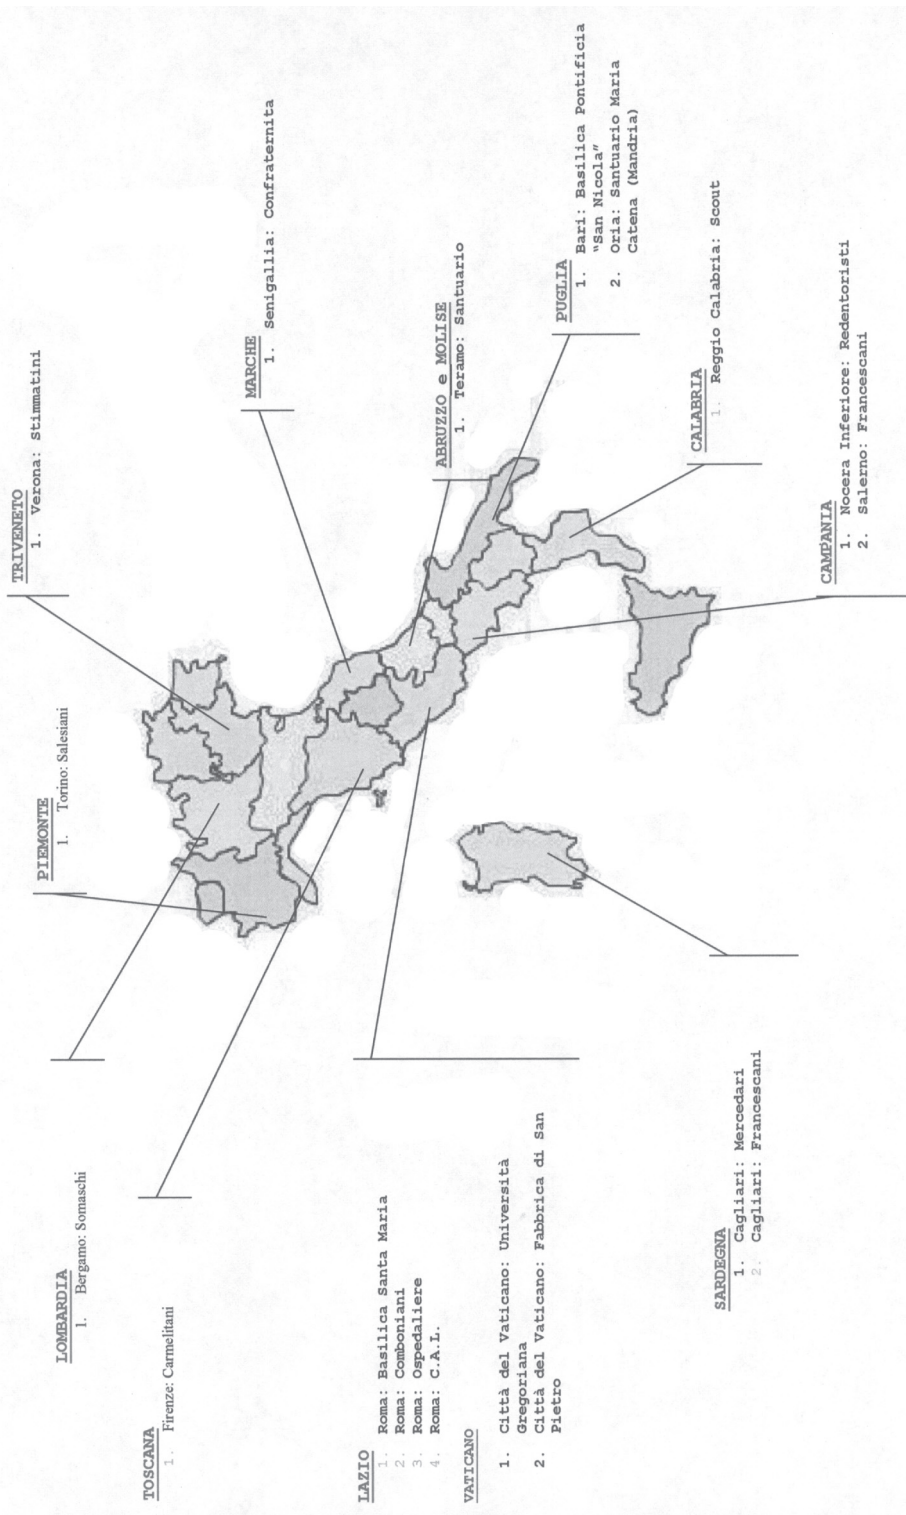 LOMBARDIA
1. Bergamo: Somaschi
PIEMONTE
1. Torino: Salesiani
TRIVENETO
1. Verona: Stimmatini
TOSCANA
1. Firenze: Carmelitani
MARCHE
1. Senigallia: Confraternita
LAZIO
1. Roma: Basilica Santa Maria
2. Roma: Comboniani
3. Roma: Ospedaliere
4. Roma: C.A.L.
ABRUZZO e MOLISE
1. Teramo: Santuario
VATICANO
1. Città del Vaticano: Università
Gregoriana
2. Città del Vaticano: Fabbrica di San
Pietro
PUGLIA
1. Bari: Basilica Pontificia
“San Nicola”
2. Oria: Santuario Maria
Catena (Mandria)
CALABRIA
1. Reggio Calabria: Scout
SARDEGNA
1. Cagliari: Mercedari
2. Cagliari: Francescani
CAMPANIA
1. Nocera Inferiore: Redentoristi
2. Salerno: Francescani